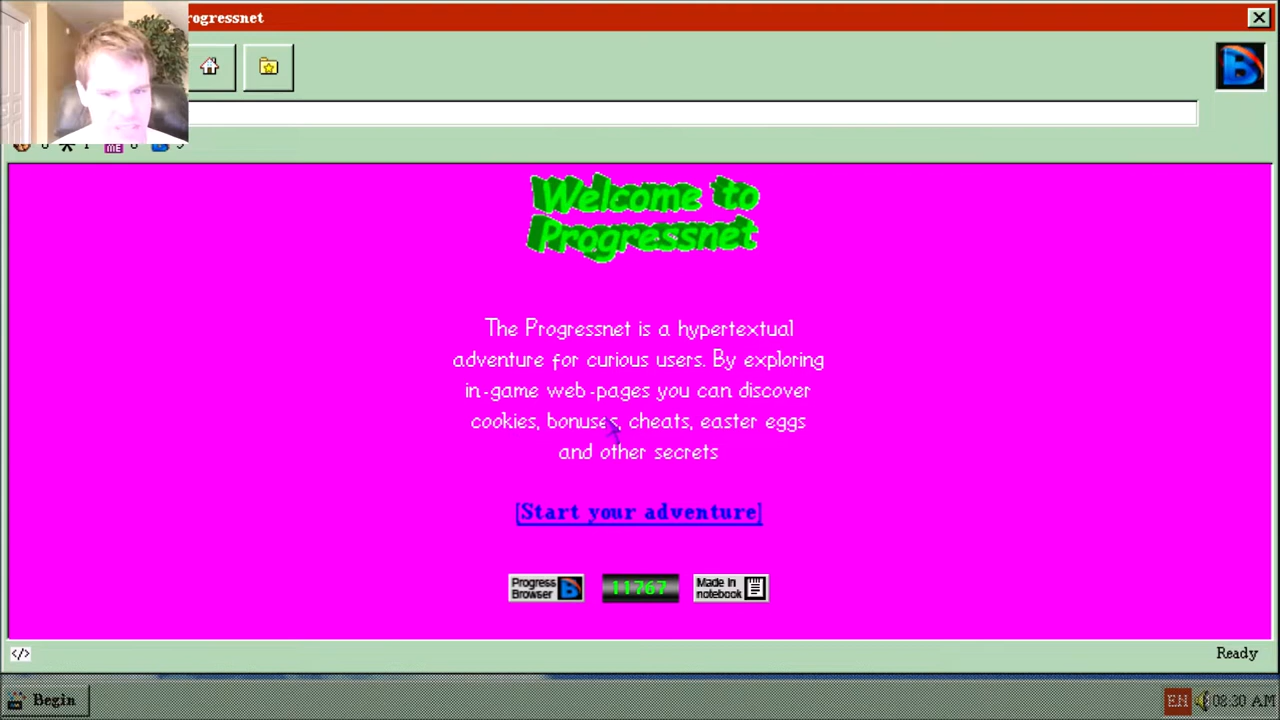 rogressnet
ME
Welcome to
Progressnet
The Progressnet is a hypertextual
adventure for curious users. By exploring
in-game web-pages you can discover
cookies, bonuses, cheats, easter eggs
and other secrets
[Start your adventure]
Progress
Browser
11767
Made in
notebook
</> Ready
Begin
EN 08:30 AM